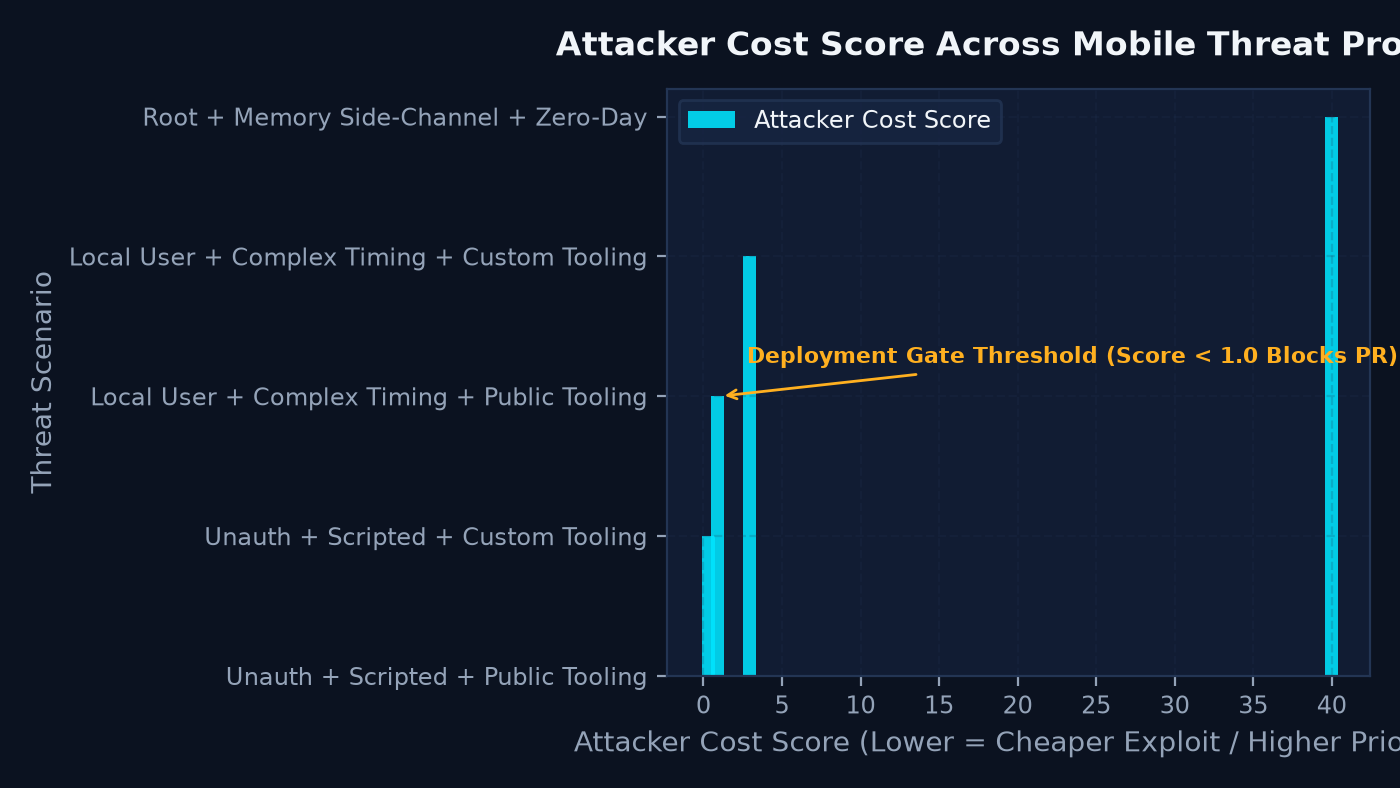 Attacker Cost Score Across Mobile Threat Pro
Attacker Cost Score
Threat Scenario
Root + Memory Side-Channel + Zero-Day
Local User + Complex Timing + Custom Tooling
Deployment Gate Threshold (Score < 1.0 Blocks PR)
Local User + Complex Timing + Public Tooling
Unauth + Scripted + Custom Tooling
Unauth + Scripted + Public Tooling
0 5 10 15 20 25 30 35 40
Attacker Cost Score (Lower = Cheaper Exploit / Higher Prio